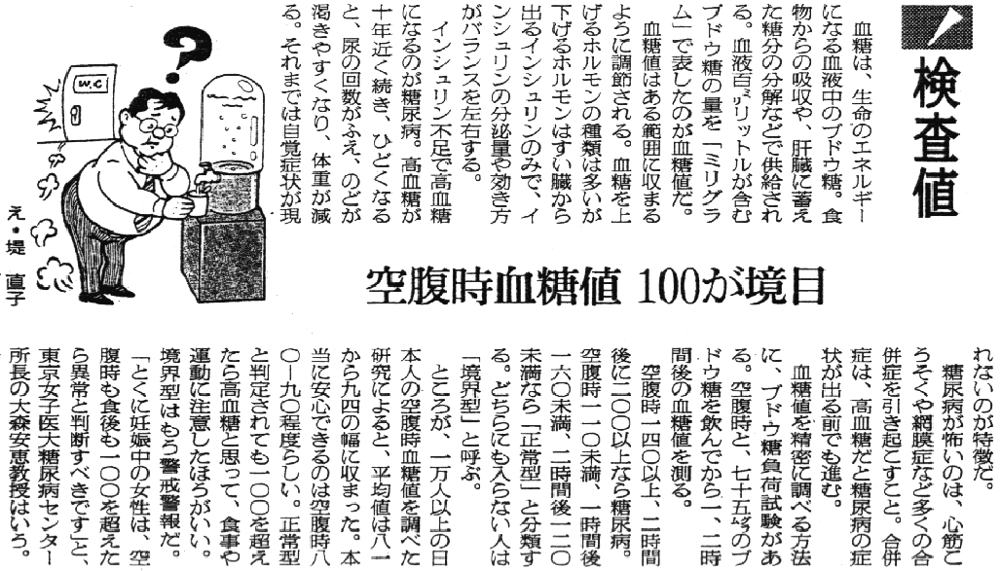 検査値
血糖は、生命のエネルギー
になる血液中のブドウ糖。食
物からの吸収や、肝臓に蓄え
た糖分の分解などで供給され
る。血液百㍉リットルが含む
ブドウ糖の量を「ミリグラ
ム」で表したのが血糖値だ。
血糖値はある範囲に収まる
ように調節される。血糖を上
げるホルモンの種類は多いが
下げるホルモンはすい臓から
出るインシュリンのみで、イ
ンシュリンの分泌量や効き方
がバランスを左右する。
インシュリン不足で高血糖
になるのが糖尿病。高血糖が
十年近く続き、ひどくなる
と、尿の回数がふえ、のどが
渇きやすくなり、体重が減
る。それまでは自覚症状が現
?
W.C
え・堤 直子
空腹時血糖値 100が境目
れないのが特徴だ。
糖尿病が怖いのは、心筋こ
うそくや網膜症など多くの合
併症を引き起こすこと。合併
症は、高血糖だと糖尿病の症
状が出る前でも進む。
血糖値を精密に調べる方法
に、ブドウ糖負荷試験があ
る。空腹時と、七十五㌘のブ
ドウ糖を飲んでから一、二時
間後の血糖値を測る。
空腹時一四〇以上、二時間
後に二〇〇以上なら糖尿病。
空腹時一一〇未満、一時間後
一六〇未満、二時間後一二〇
未満なら「正常型」と分類す
る。どちらにも入らない人は
「境界型」と呼ぶ。
ところが、一万人以上の日
本人の空腹時血糖値を調べた
研究によると、平均値は八一
から九四の幅に収まった。本
当に安心できるのは空腹時八
〇―九〇程度らしい。正常型
と判定されても一〇〇を超え
たら高血糖と思って、食事や
運動に注意したほうがいい。
境界型はもう警戒警報だ。
「とくに妊娠中の女性は、空
腹時も食後も一〇〇を超えた
ら異常と判断すべきです」と、
東京女子医大糖尿病センター
所長の大森安恵教授はいう。